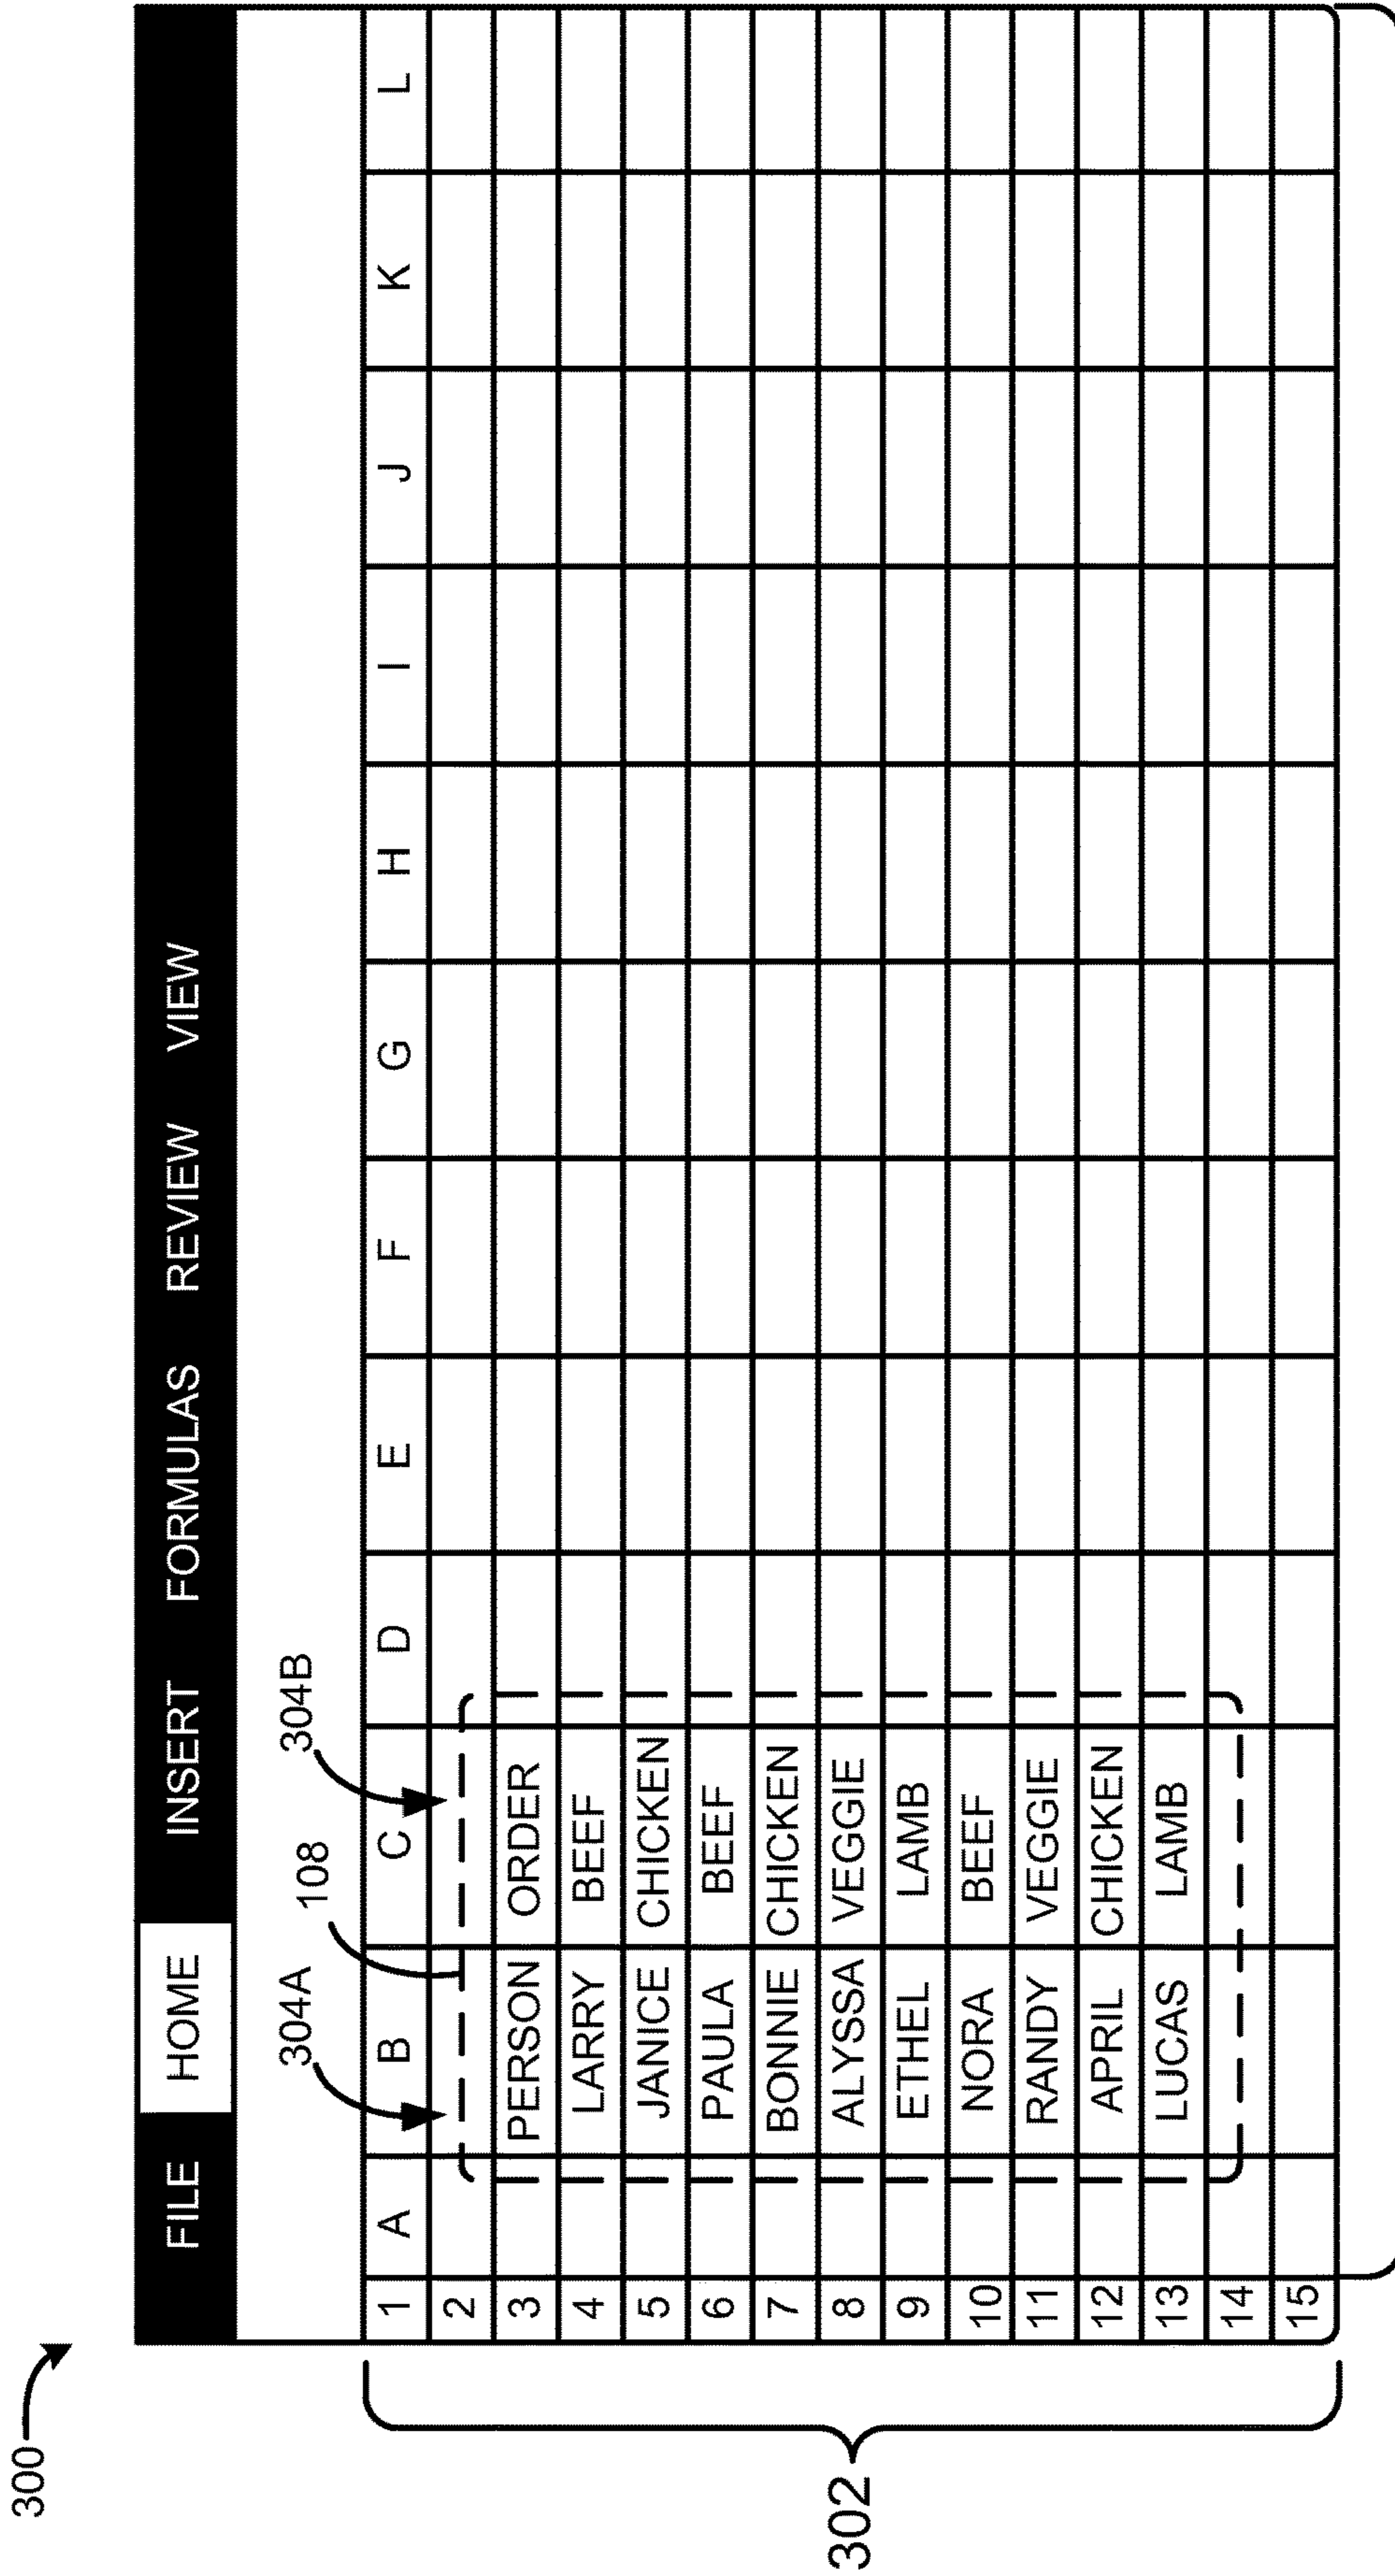 300
FILE HOME INSERT FORMULAS REVIEW VIEW
304A 108 304B
1 A B C D E F G H I J K L
2
3 PERSON ORDER
4 LARRY BEEF
5 JANICE CHICKEN
6 PAULA BEEF
7 BONNIE CHICKEN
8 ALYSSA VEGGIE
9 ETHEL LAMB
10 NORA BEEF
11 RANDY VEGGIE
12 APRIL CHICKEN
13 LUCAS LAMB
14
15
302